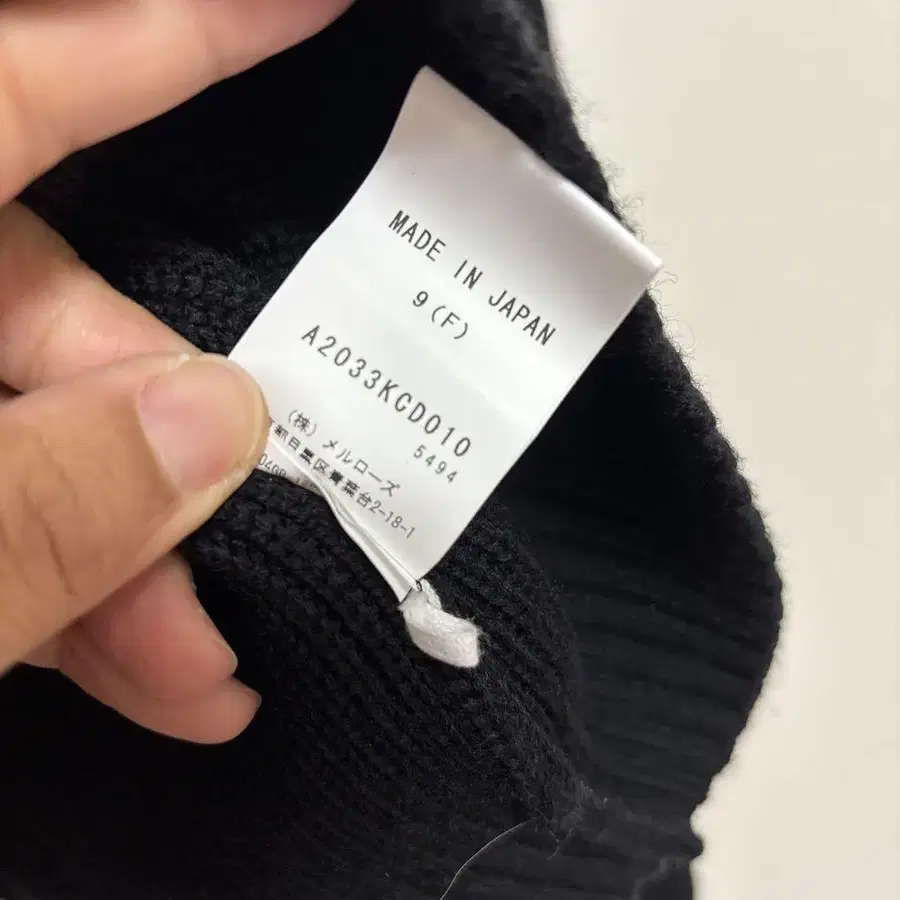 MADE IN JAPAN
9(F)
A2033KCD010
5494
(株)メルローズ
目黒区青葉台2-18-1